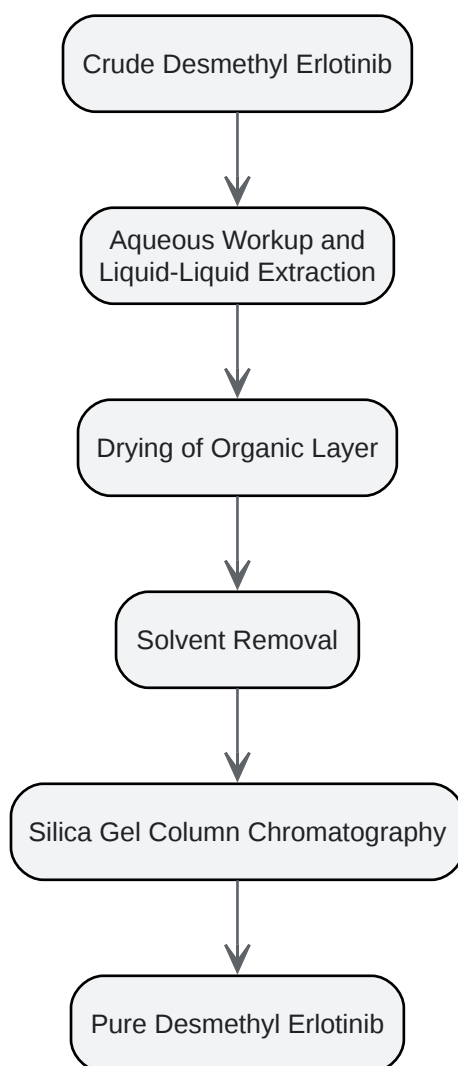 Crude Desmethyl Erlotinib
Aqueous Workup and
Liquid-Liquid Extraction
Drying of Organic Layer
Solvent Removal
Silica Gel Column Chromatography
Pure Desmethyl Erlotinib